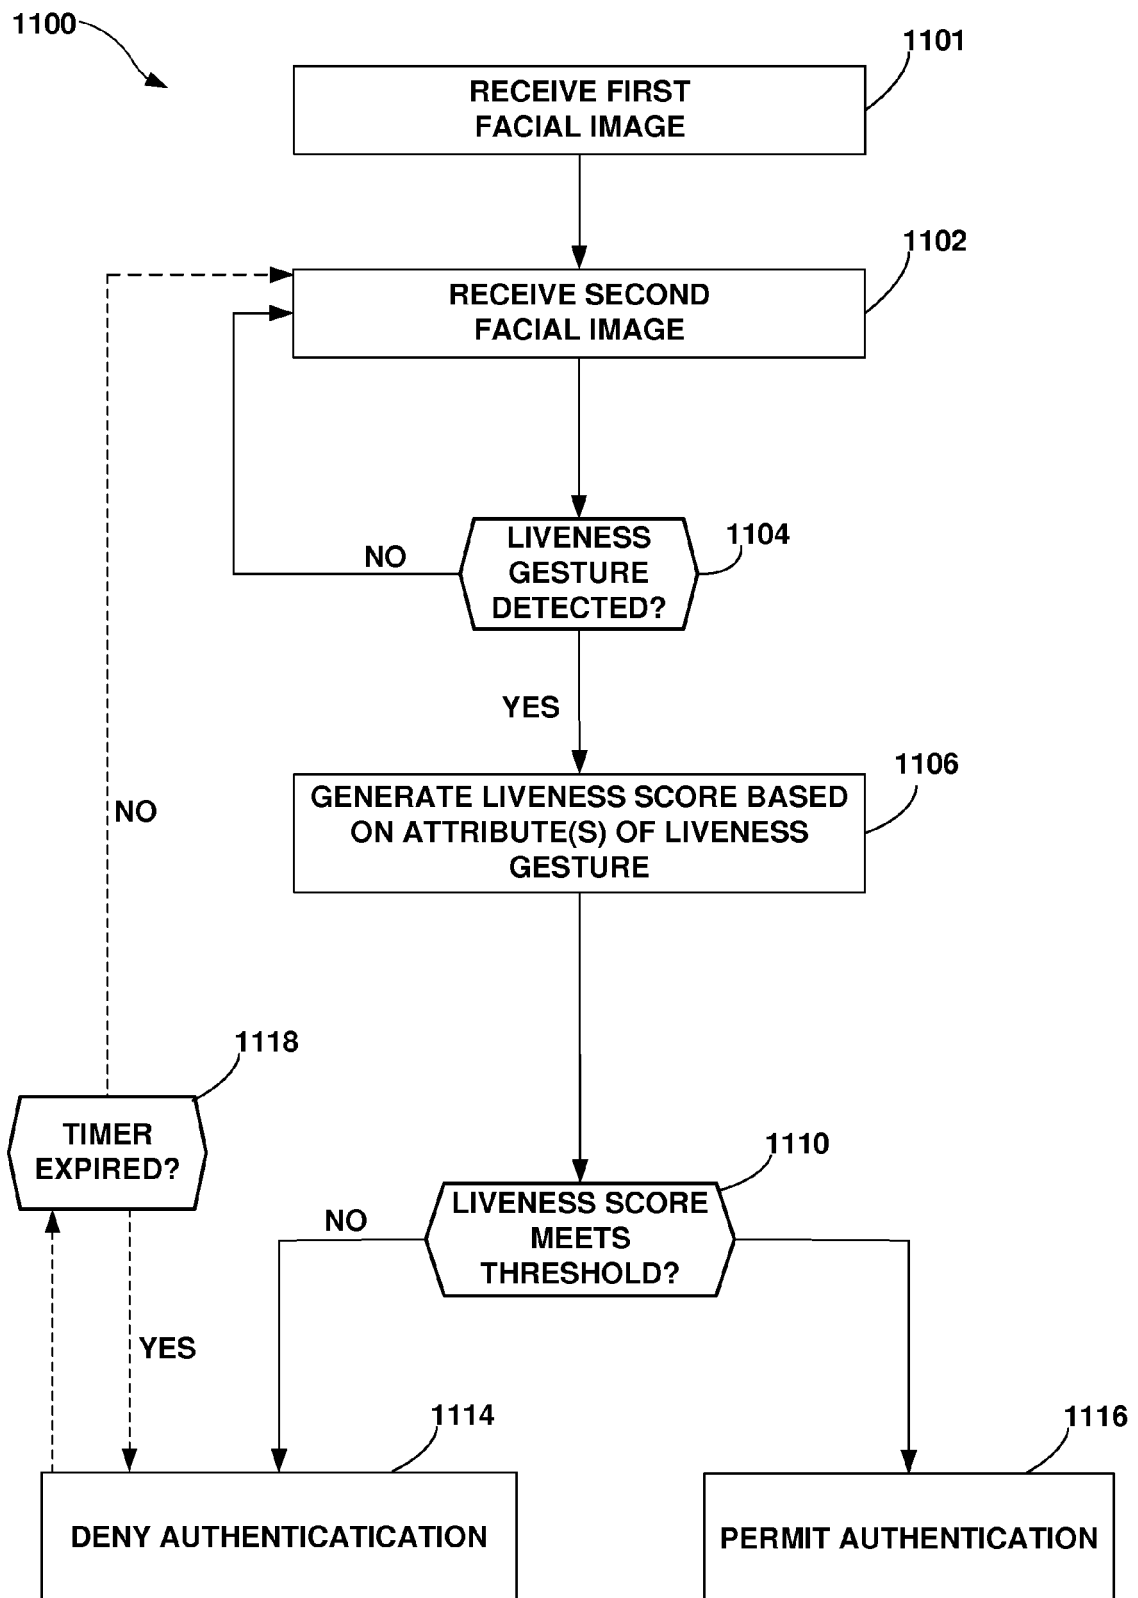 1100
1101
RECEIVE FIRST
FACIAL IMAGE
1102
RECEIVE SECOND
FACIAL IMAGE
1104
LIVENESS
GESTURE
DETECTED?
NO
YES
1106
GENERATE LIVENESS SCORE BASED
ON ATTRIBUTE(S) OF LIVENESS
GESTURE
NO
1118
TIMER
EXPIRED?
1110
LIVENESS SCORE
MEETS
THRESHOLD?
NO
YES
1114
DENY AUTHENTICATICATION
1116
PERMIT AUTHENTICATION